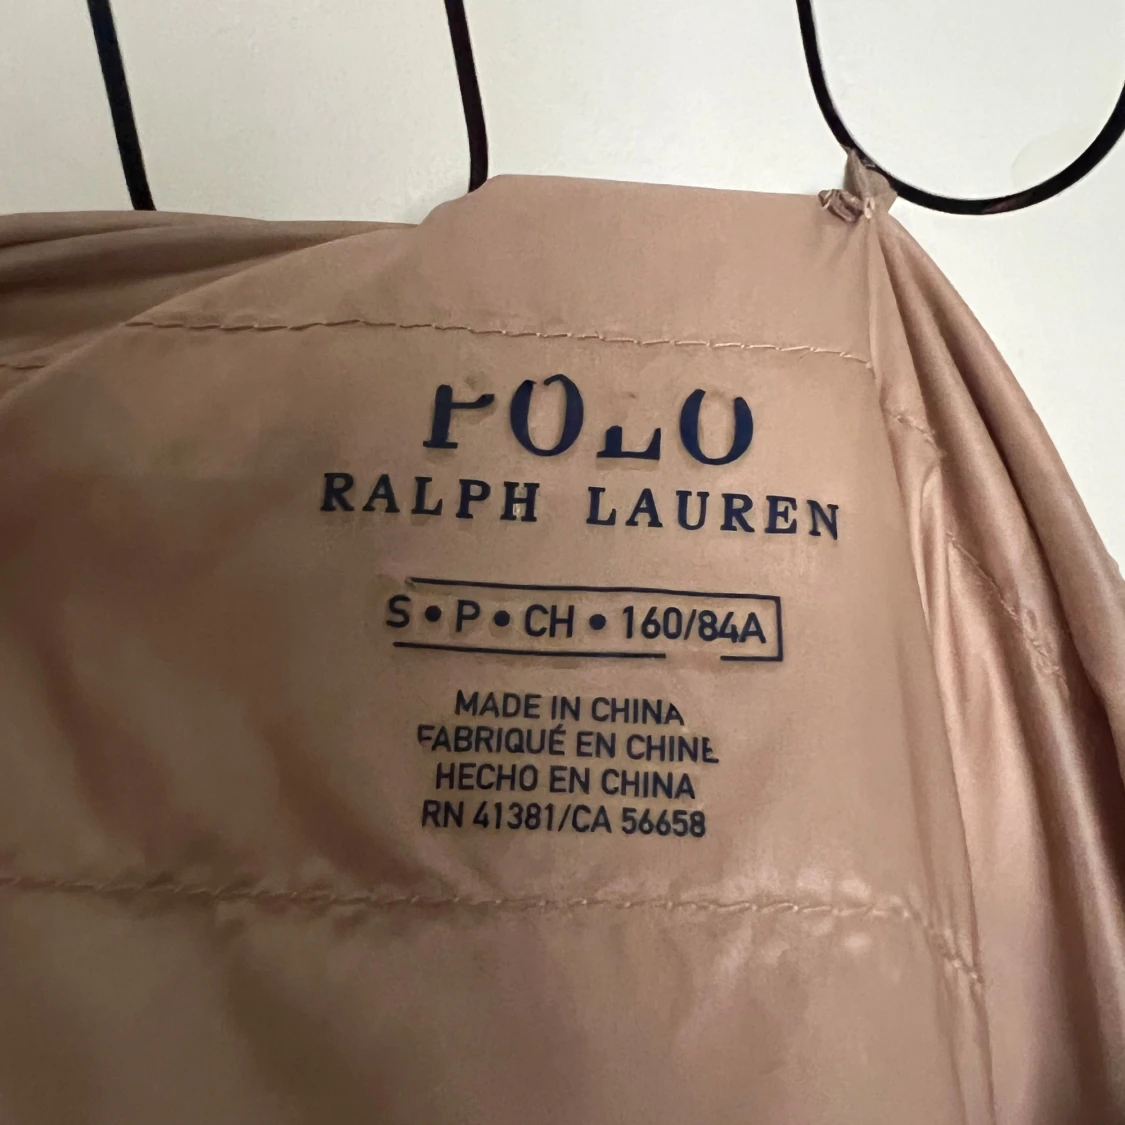 POLO
RALPH LAUREN
S • P • CH • 160/84A
MADE IN CHINA
FABRIQUÉ EN CHINE
HECHO EN CHINA
RN 41381/CA 56658